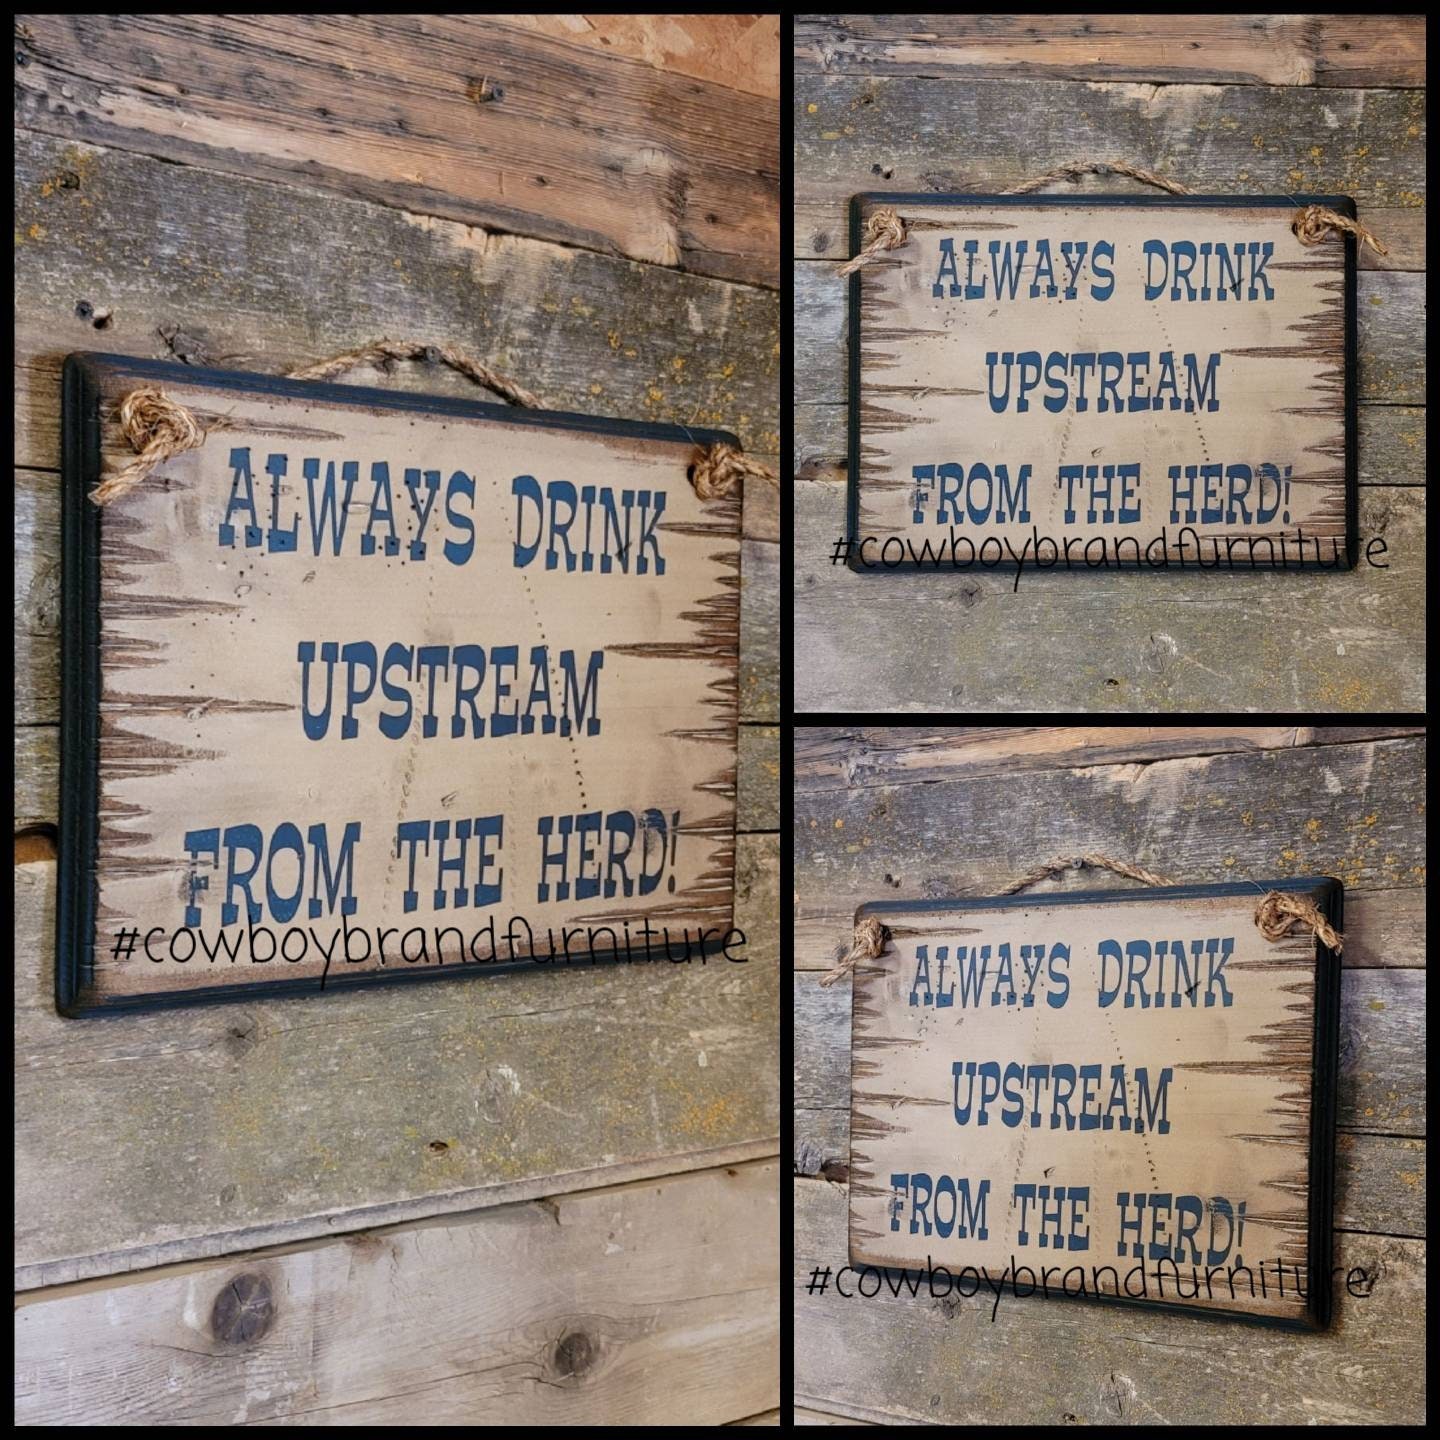 ALWAYS DRINK
UPSTREAM
FROM THE HERD!
#cowboybrandfurniture
ALWAYS DRINK
UPSTREAM
FROM THE HERD!
#cowboybrandfurniture
ALWAYS DRINK
UPSTREAM
FROM THE HERD!
#cowboybrandfurniture